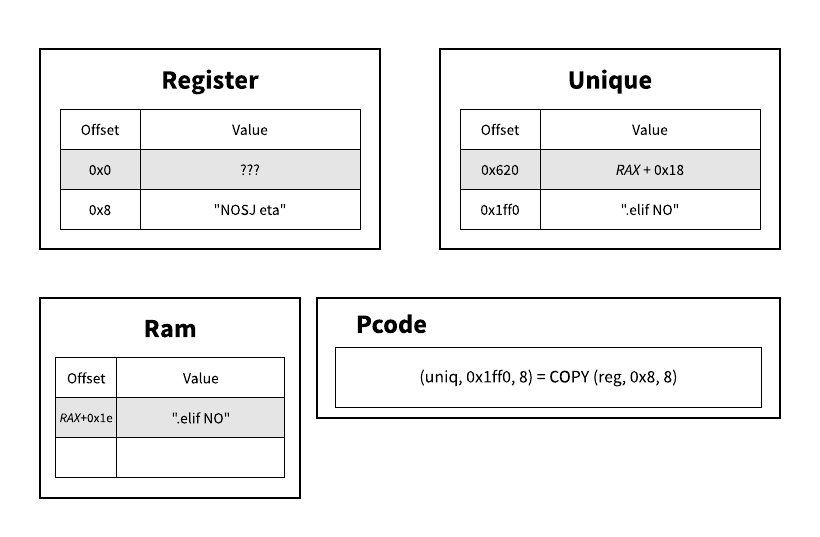 Register
Offset Value
0x0 ???
0x8 "NOSJ eta"
Unique
Offset Value
0x620 RAX + 0x18
0x1ff0 ".elif NO"
Ram
Offset Value
RAX+0x1e ".elif NO"
Pcode
(uniq, 0x1ff0, 8) = COPY (reg, 0x8, 8)